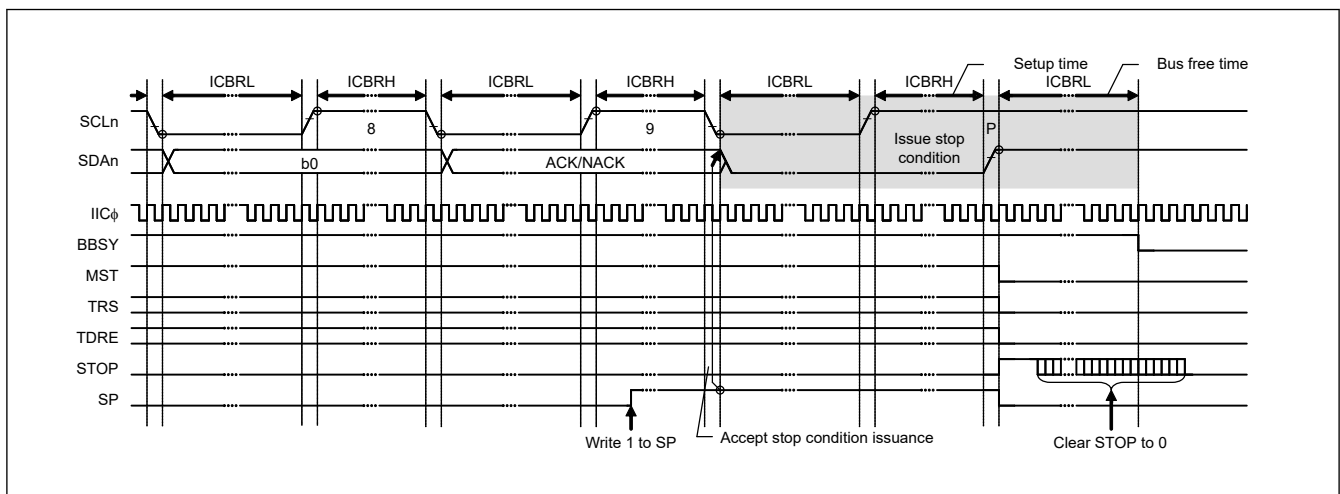 Setup time
Bus free time
ICBRL ICBRH ICBRL ICBRH ICBRL ICBRH ICBRL
SCLn
8
9
Issue stop
condition
P
SDAn
b0
ACK/NACK
IICϕ
BBSY
MST
TRS
TDRE
STOP
SP
Write 1 to SP
Accept stop condition issuance
Clear STOP to 0